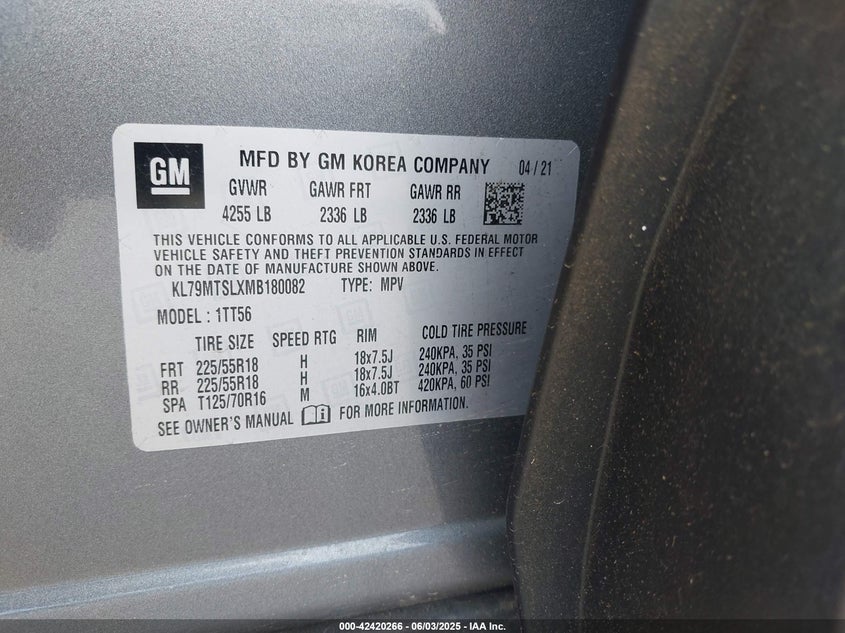 GM
MFD BY GM KOREA COMPANY 04 / 21
GVWR GAWR FRT GAWR RR
4255 LB 2336 LB 2336 LB
THIS VEHICLE CONFORMS TO ALL APPLICABLE U.S. FEDERAL MOTOR
VEHICLE SAFETY AND THEFT PREVENTION STANDARDS IN EFFECT
ON THE DATE OF MANUFACTURE SHOWN ABOVE.
KL79MTSLXMB180082 TYPE: MPV
MODEL : 1TT56
TIRE SIZE SPEED RTG RIM COLD TIRE PRESSURE
FRT 225/55R18 H 18x7.5J 240KPA, 35 PSI
RR 225/55R18 H 18x7.5J 240KPA, 35 PSI
SPA T125/70R16 M 16x4.0BT 420KPA, 60 PSI
SEE OWNER'S MANUAL FOR MORE INFORMATION.
000-42420266 - 06/03/2025 - IAA Inc.